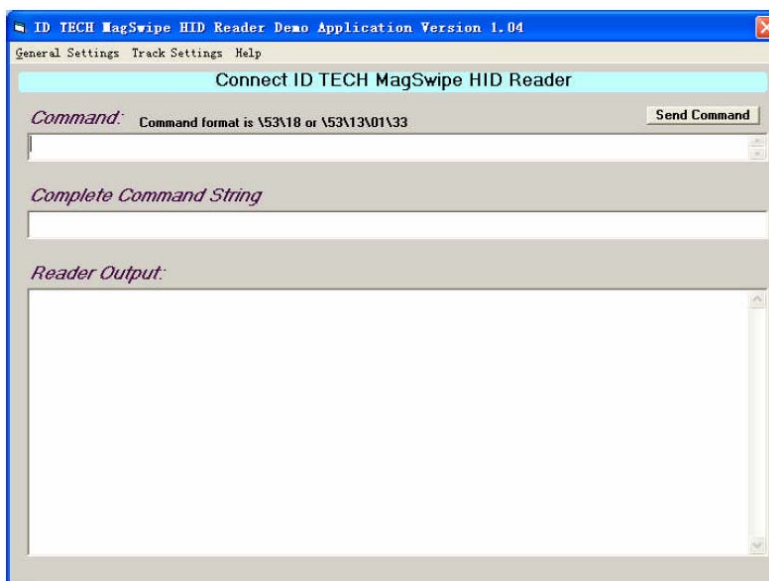 ID TECH MagSwipe HID Reader Demo Application Version 1.04
General Settings Track Settings Help
Connect ID TECH MagSwipe HID Reader
Command: Command format is \53\18 or \53\13\01\33 Send Command
Complete Command String
Reader Output: